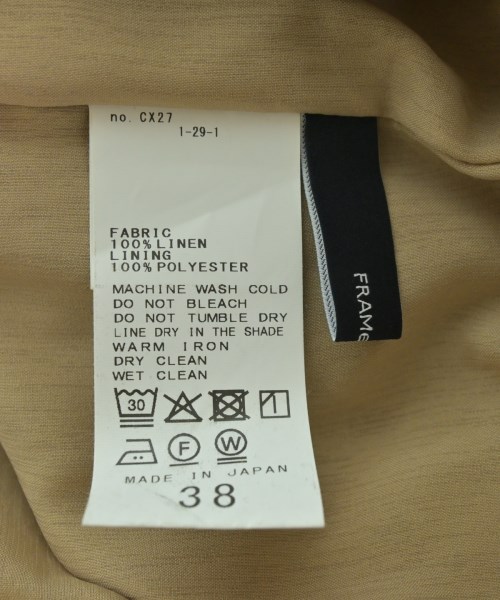 no. CX27
1-29-1
FABRIC
100% LINEN
LINING
100% POLYESTER
MACHINE WASH COLD
DO NOT BLEACH
DO NOT TUMBLE DRY
LINE DRY IN THE SHADE
WARM IRON
DRY CLEAN
WET CLEAN
30
F
W
MADE IN JAPAN
38
FRAMe